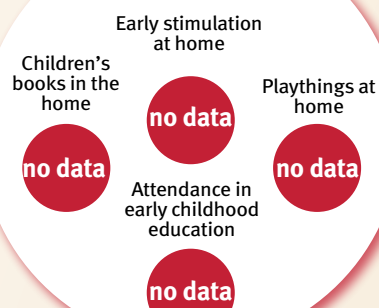 Early stimulation
at home
no data
Children's
books in the
home
no data
Playthings at
home
no data
Attendance in
early childhood
education
no data